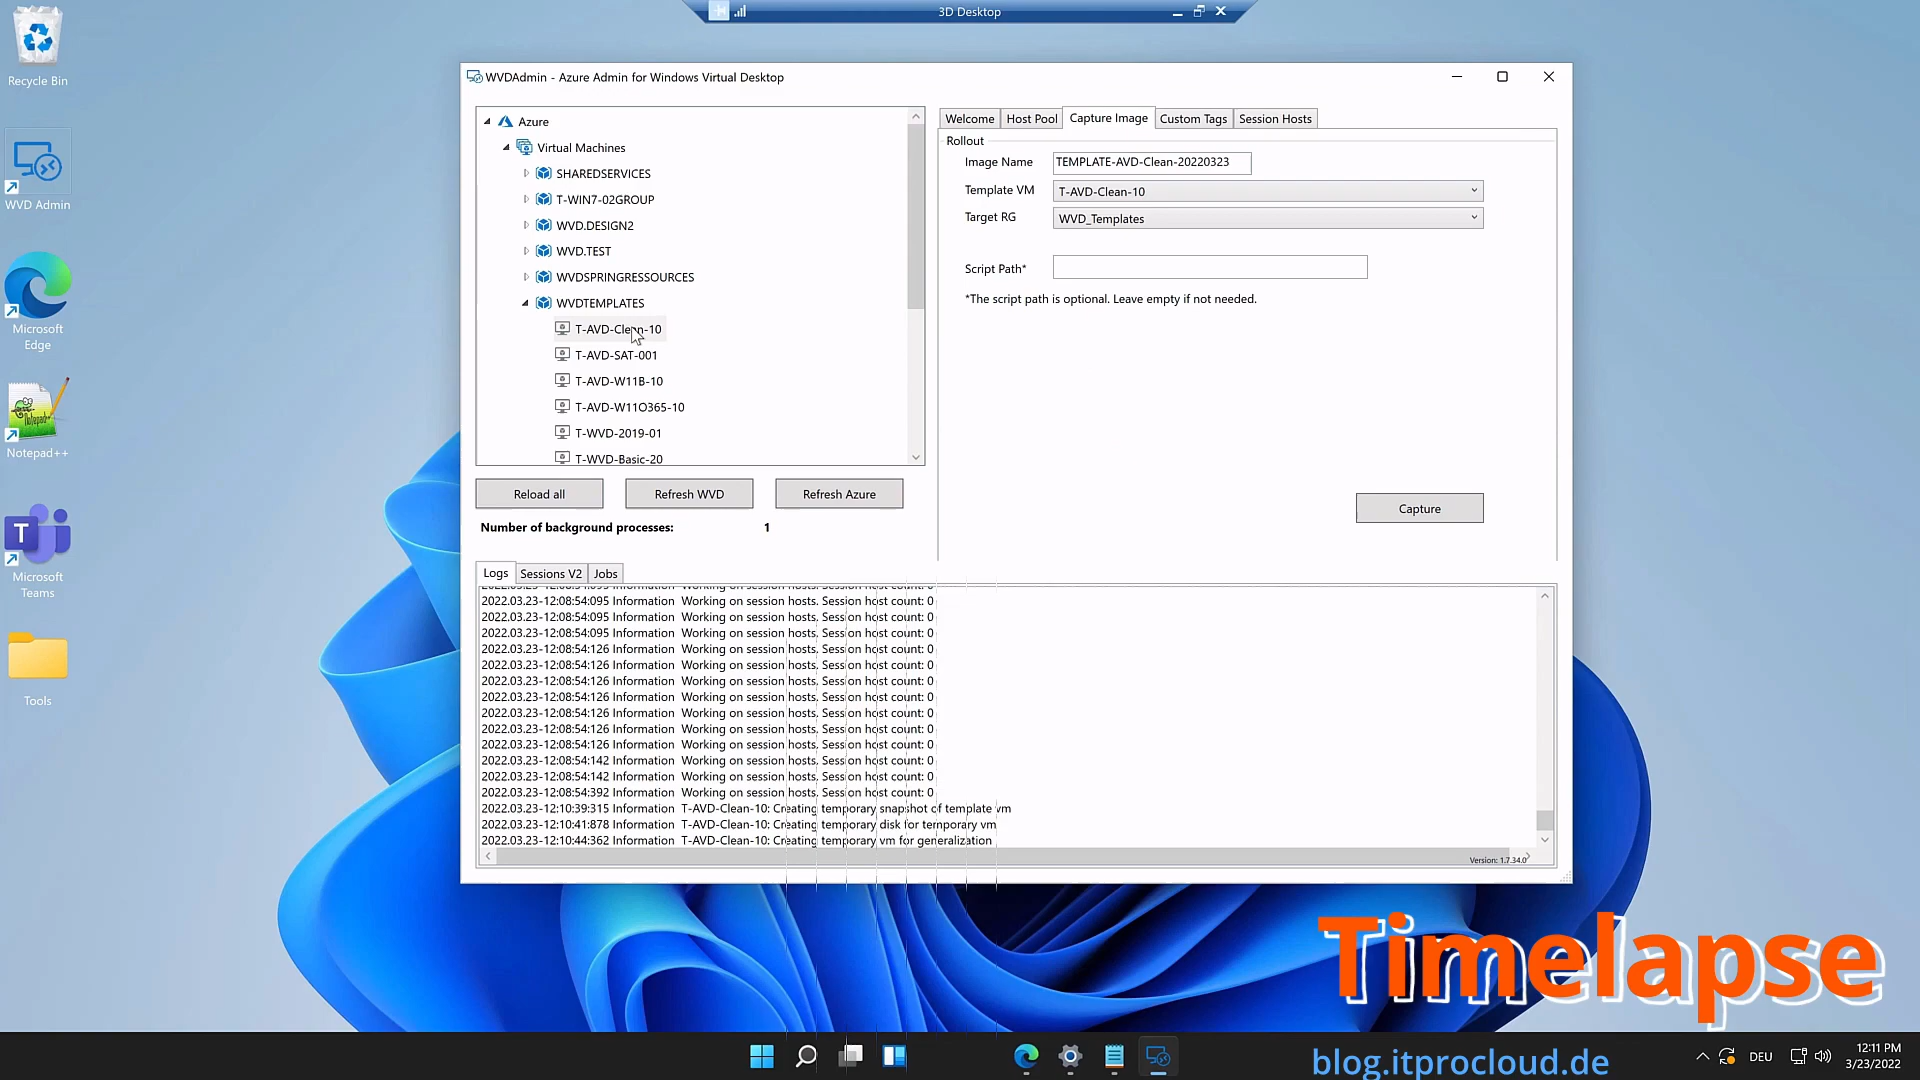 3D Desktop
Recycle Bin
WVD Admin
Microsoft
Edge
Notepad++
Microsoft
Teams
Tools
WVDAdmin - Azure Admin for Windows Virtual Desktop
Azure
Virtual Machines
SHAREDSERVICES
T-WIN7-02GROUP
WVD.DESIGN2
WVD.TEST
WVDSPRINGRESSOURCES
WVDTEMPLATES
T-AVD-Clean-10
T-AVD-SAT-001
T-AVD-W11B-10
T-AVD-W11O365-10
T-WVD-2019-01
T-WVD-Basic-20
Reload all
Refresh WVD
Refresh Azure
Number of background processes: 1
Welcome
Host Pool
Capture Image
Custom Tags
Session Hosts
Rollout
Image Name TEMPLATE-AVD-Clean-20220323
Template VM T-AVD-Clean-10
Target RG WVD_Templates
Script Path*
*The script path is optional. Leave empty if not needed.
Capture
Logs
Sessions V2
Jobs
2022.03.23-12:08:54:095 Information Working on session hosts. Session host count: 0
2022.03.23-12:08:54:095 Information Working on session hosts. Session host count: 0
2022.03.23-12:08:54:095 Information Working on session hosts. Session host count: 0
2022.03.23-12:08:54:095 Information Working on session hosts. Session host count: 0
2022.03.23-12:08:54:126 Information Working on session hosts. Session host count: 0
2022.03.23-12:08:54:126 Information Working on session hosts. Session host count: 0
2022.03.23-12:08:54:126 Information Working on session hosts. Session host count: 0
2022.03.23-12:08:54:126 Information Working on session hosts. Session host count: 0
2022.03.23-12:08:54:126 Information Working on session hosts. Session host count: 0
2022.03.23-12:08:54:126 Information Working on session hosts. Session host count: 0
2022.03.23-12:08:54:126 Information Working on session hosts. Session host count: 0
2022.03.23-12:08:54:142 Information Working on session hosts. Session host count: 0
2022.03.23-12:08:54:142 Information Working on session hosts. Session host count: 0
2022.03.23-12:08:54:392 Information Working on session hosts. Session host count: 0
2022.03.23-12:10:39:315 Information T-AVD-Clean-10: Creating temporary snapshot of template vm
2022.03.23-12:10:41:878 Information T-AVD-Clean-10: Creating temporary disk for temporary vm
2022.03.23-12:10:44:362 Information T-AVD-Clean-10: Creating temporary vm for generalization
Version: 1.7.34.0
Timelapse
blog.itprocloud.de
DEU
12:11 PM
3/23/2022